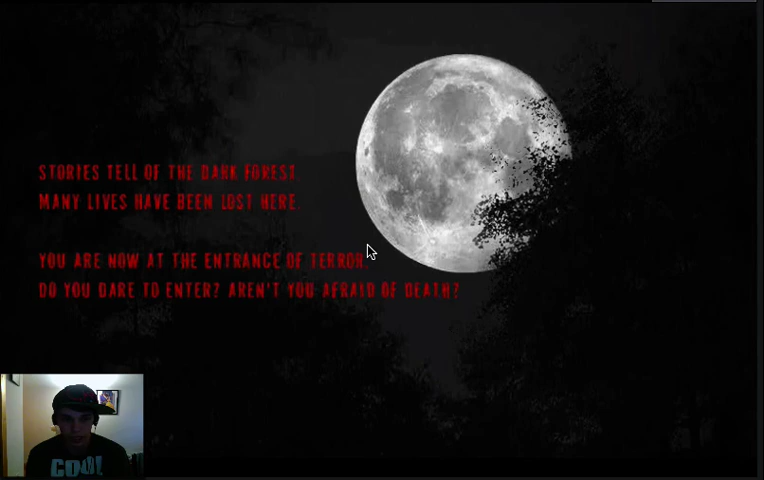 STORIES TELL OF THE DARK FOREST.
MANY LIVES HAVE BEEN LOST HERE.
YOU ARE NOW AT THE ENTRANCE OF TERROR.
DO YOU DARE TO ENTER? AREN'T YOU AFRAID OF DEATH?
COOL